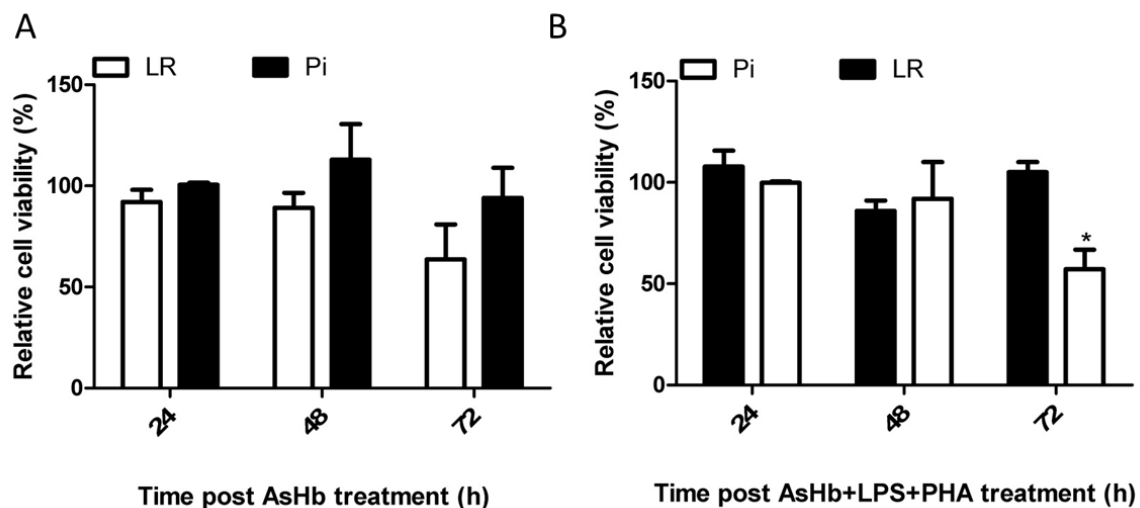 A
LR Pi
Relative cell viability (%)
150
100
50
0
24 48 72
Time post AsHb treatment (h)
B
Pi LR
Relative cell viability (%)
150
100
50
0
*
24 48 72
Time post AsHb+LPS+PHA treatment (h)